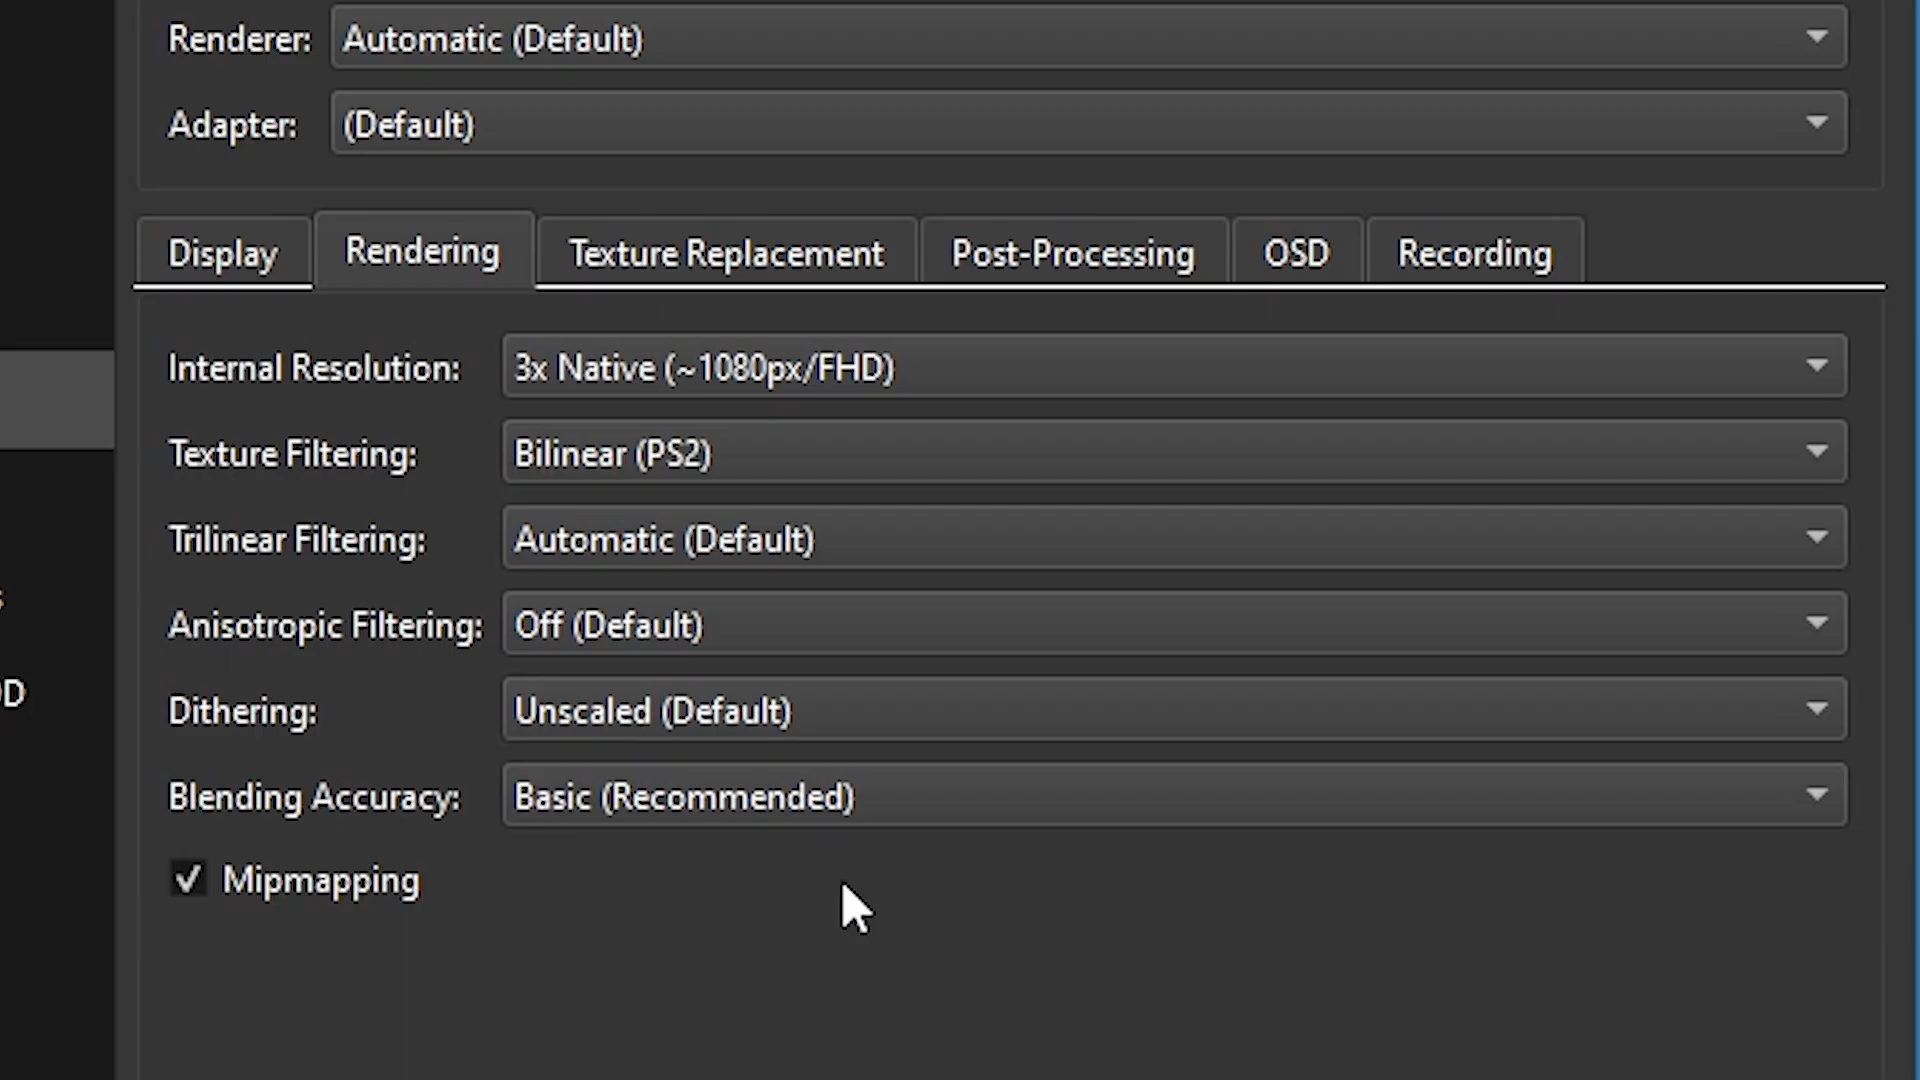 Renderer: Automatic (Default)
Adapter: (Default)
Display Rendering Texture Replacement Post-Processing OSD Recording
Internal Resolution: 3x Native (~1080px/FHD)
Texture Filtering: Bilinear (PS2)
Trilinear Filtering: Automatic (Default)
Anisotropic Filtering: Off (Default)
Dithering: Unscaled (Default)
Blending Accuracy: Basic (Recommended)
Mipmapping